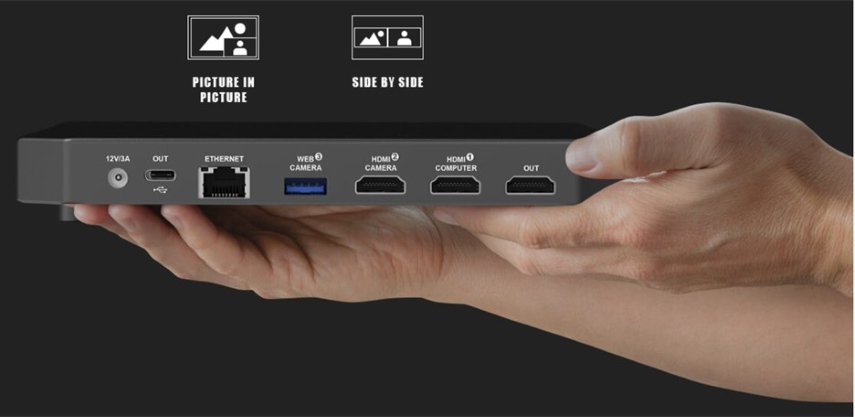 PICTURE IN
PICTURE
SIDE BY SIDE
12V/3A
OUT
ETHERNET
WEB 3
CAMERA
HDMI 2
CAMERA
HDMI 1
COMPUTER
OUT